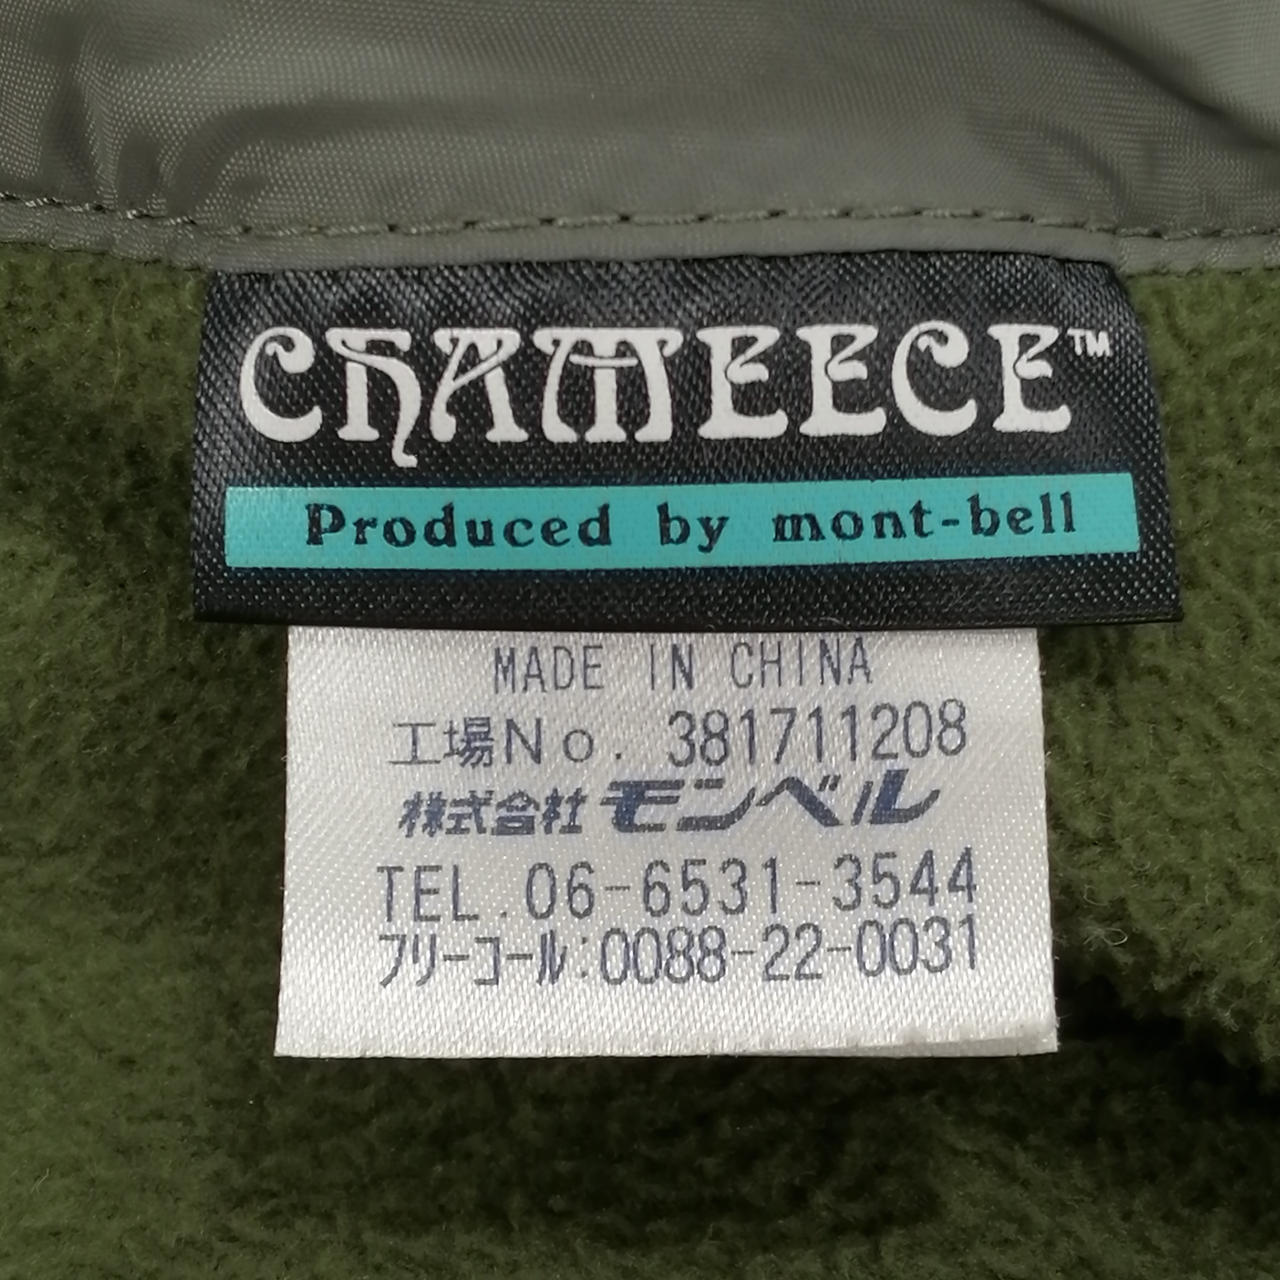 CHAMEECE™
Produced by mont-bell
MADE IN CHINA
工場No. 381711208
株式会社モンベル
TEL.06-6531-3544
フリーコール:0088-22-0031